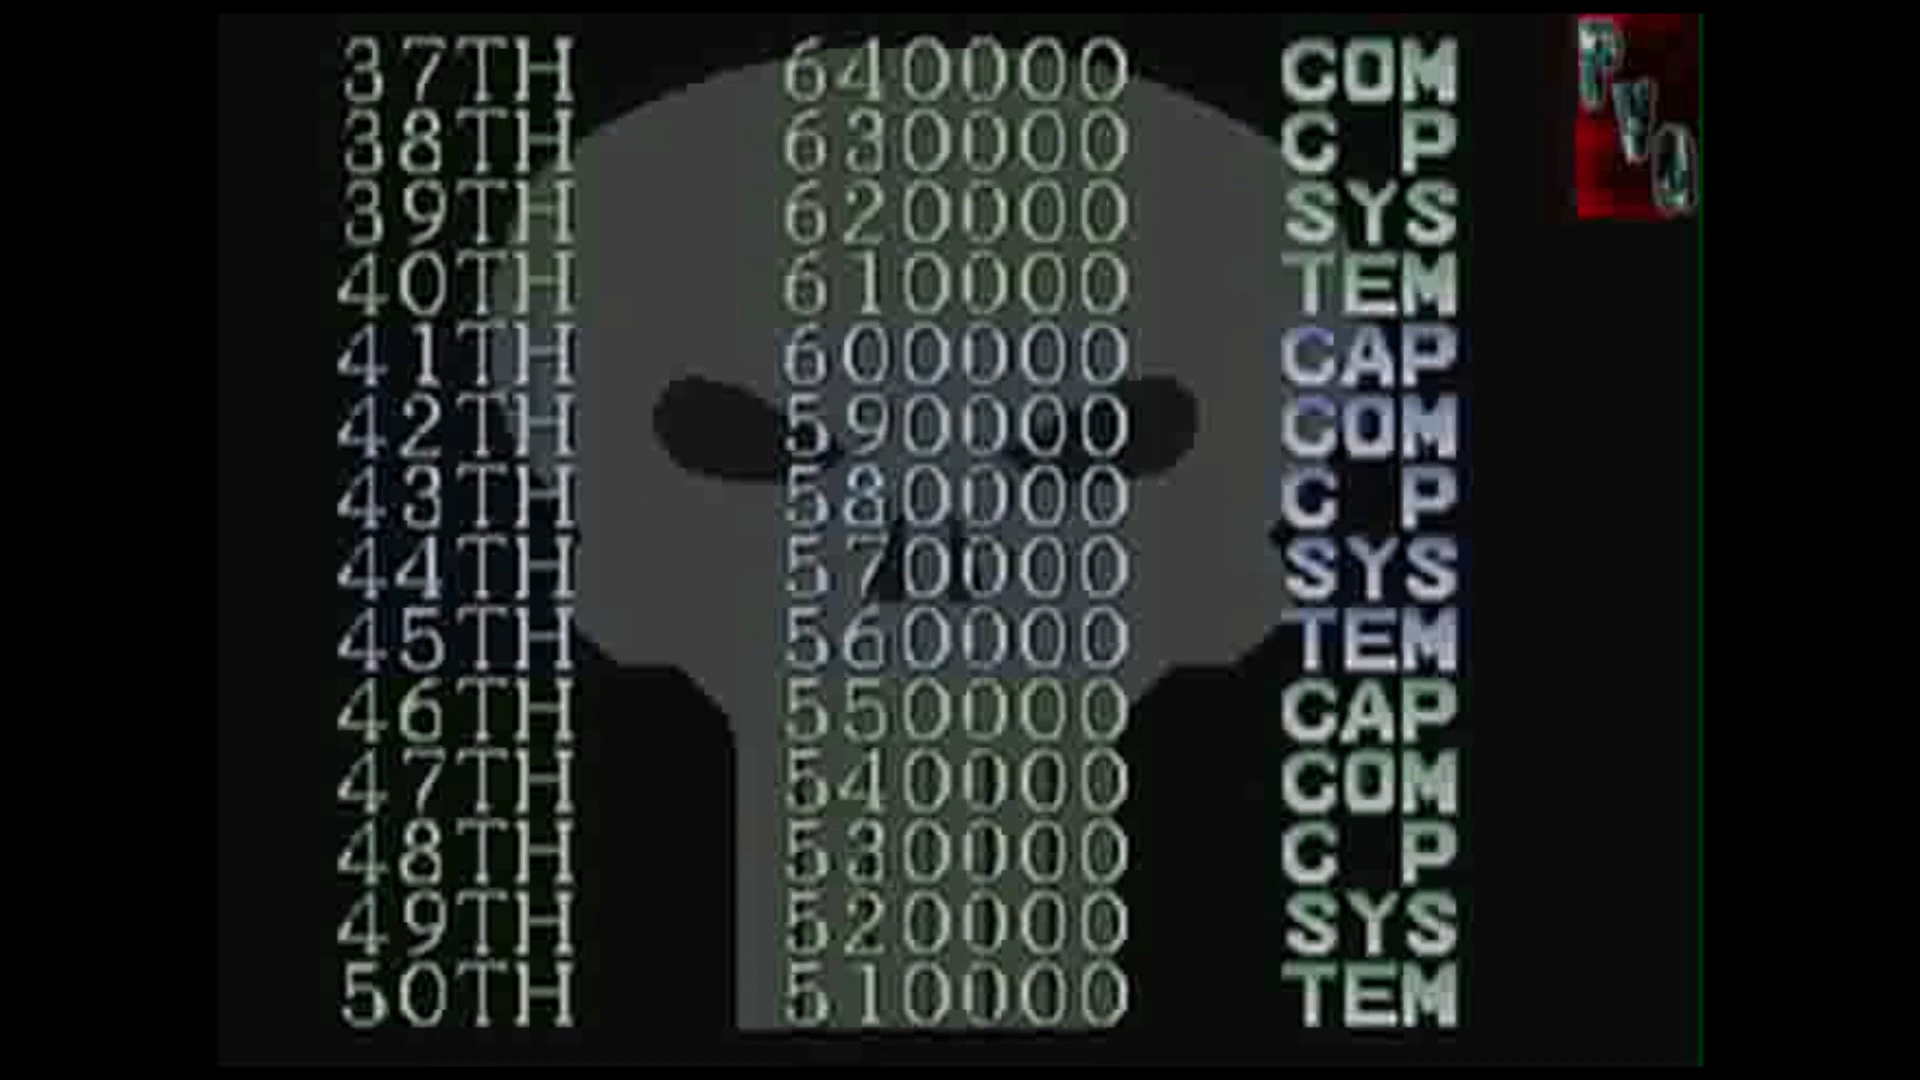 37TH 640000 COM
38TH 630000 C P
39TH 620000 SYS
40TH 610000 TEM
41TH 600000 CAP
42TH 590000 COM
43TH 580000 C P
44TH 570000 SYS
45TH 560000 TEM
46TH 550000 CAP
47TH 540000 COM
48TH 530000 C P
49TH 520000 SYS
50TH 510000 TEM
PVO